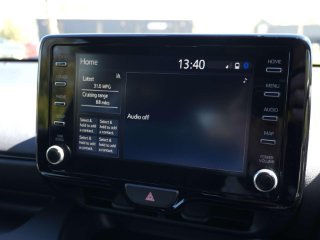 Home
13:40
Latest
31.0 MPG
Cruising range
88 miles
Select & hold to add a contact.
Select & hold to add a contact.
Select & hold to add a contact.
Select & hold to add a contact.
Audio off
HOME
MENU
AUDIO
MAP
POWER
VOLUME